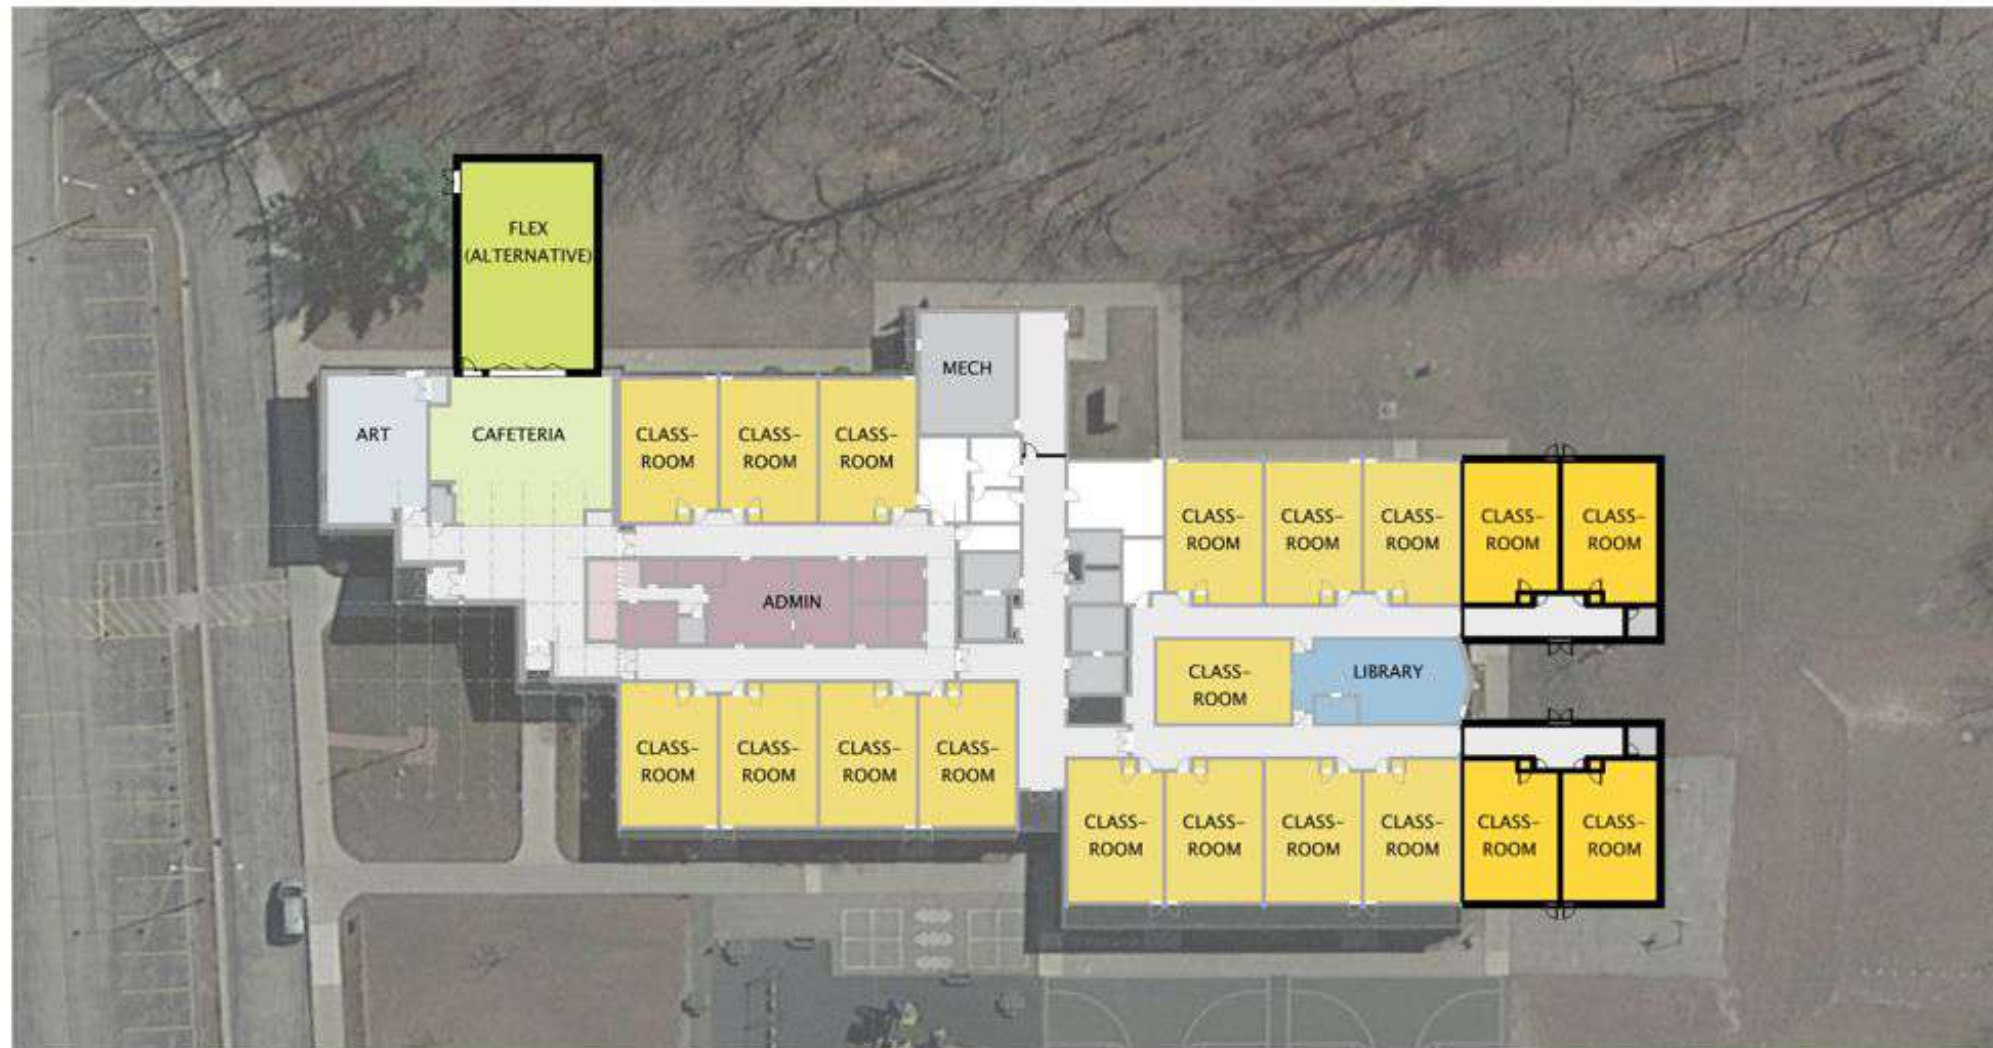 FLEX
(ALTERNATIVE)
MECH
ART
CAFETERIA
CLASS-
ROOM
CLASS-
ROOM
CLASS-
ROOM
CLASS-
ROOM
CLASS-
ROOM
CLASS-
ROOM
CLASS-
ROOM
CLASS-
ROOM
ADMIN
CLASS-
ROOM
LIBRARY
CLASS-
ROOM
CLASS-
ROOM
CLASS-
ROOM
CLASS-
ROOM
CLASS-
ROOM
CLASS-
ROOM
CLASS-
ROOM
CLASS-
ROOM
CLASS-
ROOM
CLASS-
ROOM